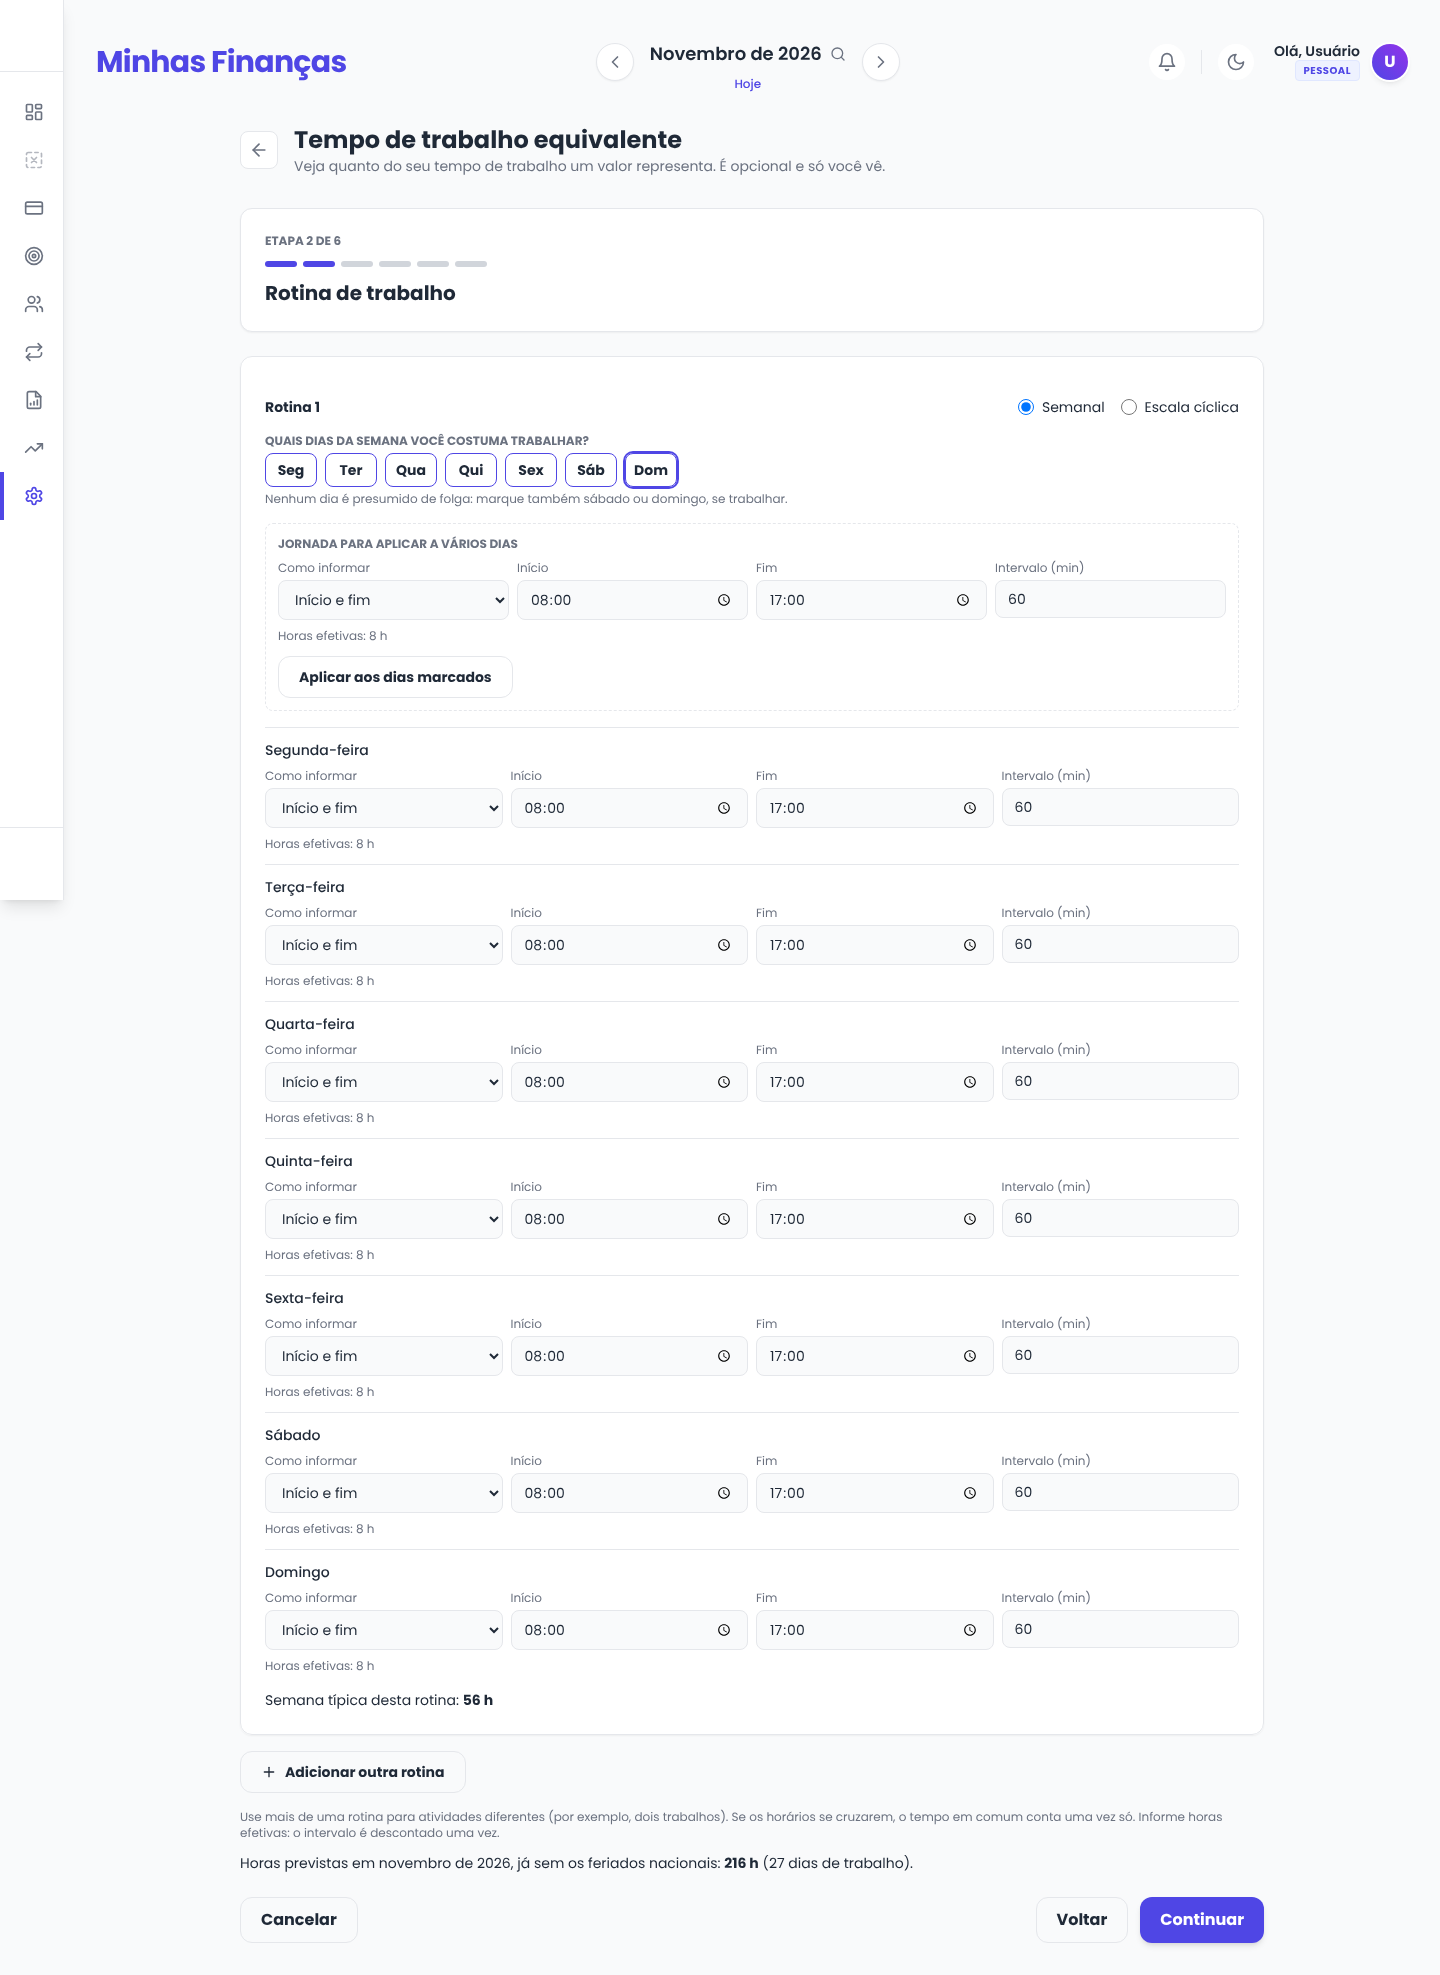 Minhas Finanças
Novembro de 2026
Hoje
Olá, Usuário
PESSOAL
U
Tempo de trabalho equivalente
Veja quanto do seu tempo de trabalho um valor representa. É opcional e só você vê.
ETAPA 2 DE 6
Rotina de trabalho
Rotina 1
Semanal
Escala cíclica
QUAIS DIAS DA SEMANA VOCÊ COSTUMA TRABALHAR?
Seg Ter Qua Qui Sex Sáb Dom
Nenhum dia é presumido de folga: marque também sábado ou domingo, se trabalhar.
JORNADA PARA APLICAR A VÁRIOS DIAS
Como informar Início Fim Intervalo (min)
Início e fim 08:00 17:00 60
Horas efetivas: 8 h
Aplicar aos dias marcados
Segunda-feira
Como informar Início Fim Intervalo (min)
Início e fim 08:00 17:00 60
Horas efetivas: 8 h
Terça-feira
Como informar Início Fim Intervalo (min)
Início e fim 08:00 17:00 60
Horas efetivas: 8 h
Quarta-feira
Como informar Início Fim Intervalo (min)
Início e fim 08:00 17:00 60
Horas efetivas: 8 h
Quinta-feira
Como informar Início Fim Intervalo (min)
Início e fim 08:00 17:00 60
Horas efetivas: 8 h
Sexta-feira
Como informar Início Fim Intervalo (min)
Início e fim 08:00 17:00 60
Horas efetivas: 8 h
Sábado
Como informar Início Fim Intervalo (min)
Início e fim 08:00 17:00 60
Horas efetivas: 8 h
Domingo
Como informar Início Fim Intervalo (min)
Início e fim 08:00 17:00 60
Horas efetivas: 8 h
Semana típica desta rotina: 56 h
Adicionar outra rotina
Use mais de uma rotina para atividades diferentes (por exemplo, dois trabalhos). Se os horários se cruzarem, o tempo em comum conta uma vez só. Informe horas
efetivas: o intervalo é descontado uma vez.
Horas previstas em novembro de 2026, já sem os feriados nacionais: 216 h (27 dias de trabalho).
Cancelar
Voltar
Continuar